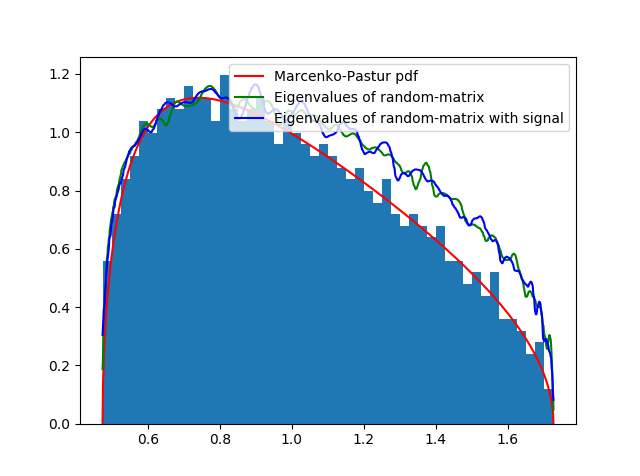 1.2
1.0
0.8
0.6
0.4
0.2
0.0
Marcenko-Pastur pdf
Eigenvalues of random-matrix
Eigenvalues of random-matrix with signal
0.6 0.8 1.0 1.2 1.4 1.6